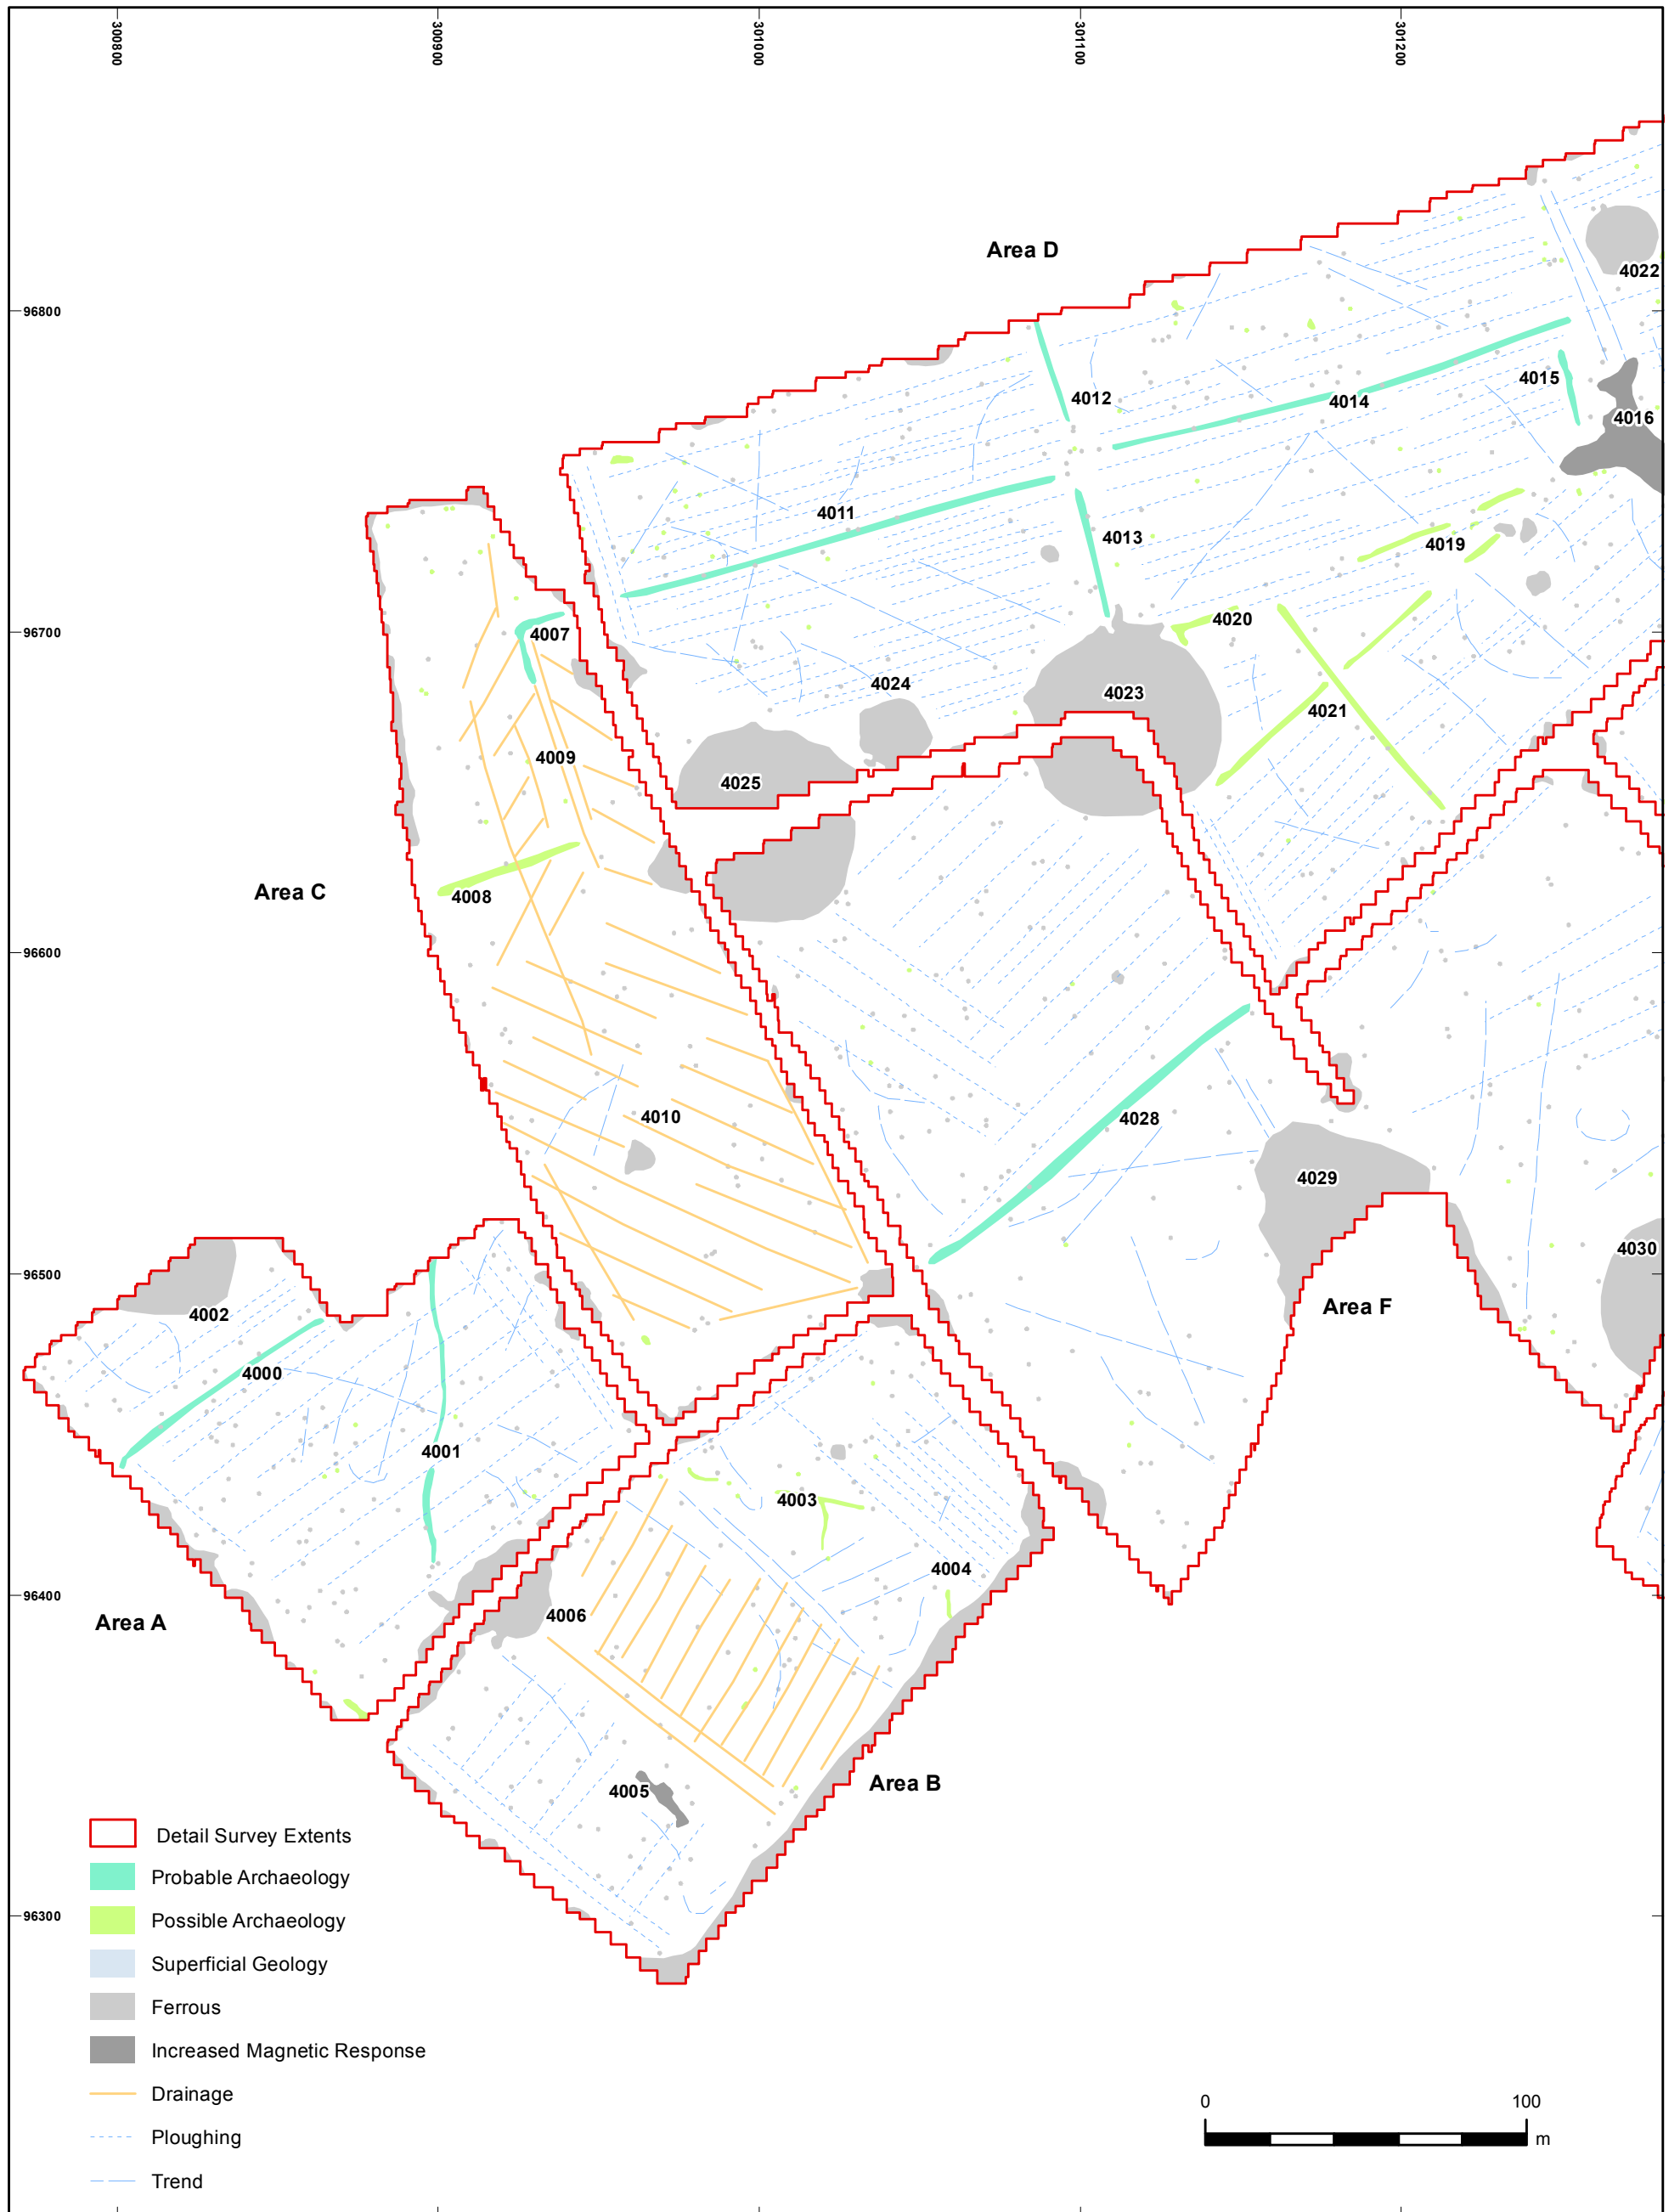 300800
300900
301000
301100
301200
Area D
4022
96800
4015
4012
4014
4016
4011
4013
4019
4020
4007
96700
4024
4023
4021
4009
4025
Area C
4008
96600
4010
4028
4029
4030
96500
4002
Area F
4000
4001
4003
4004
96400
4006
Area A
Area B
4005
Detail Survey Extents
Probable Archaeology
Possible Archaeology
96300
Superficial Geology
Ferrous
Increased Magnetic Response
Drainage
0 100
Ploughing
m
Trend